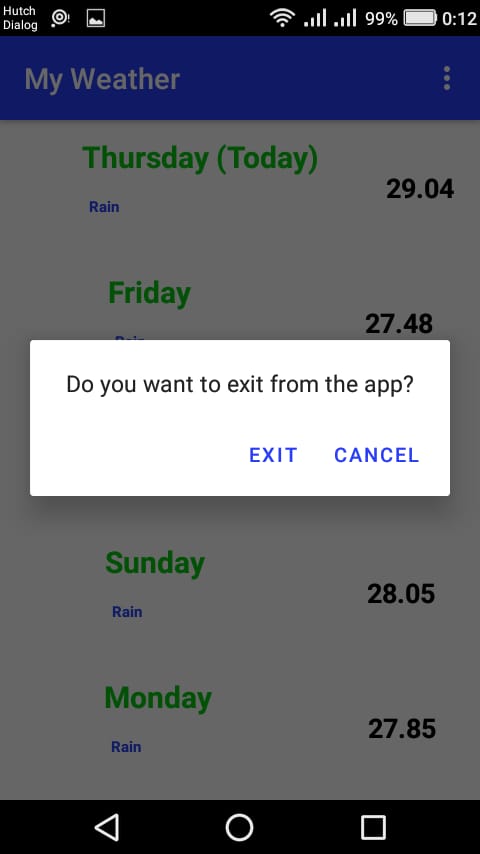 Hutch
Dialog
99% 0:12
My Weather
Thursday (Today)
29.04
Rain
Friday
27.48
Rain
Do you want to exit from the app?
EXIT CANCEL
Sunday
28.05
Rain
Monday
27.85
Rain